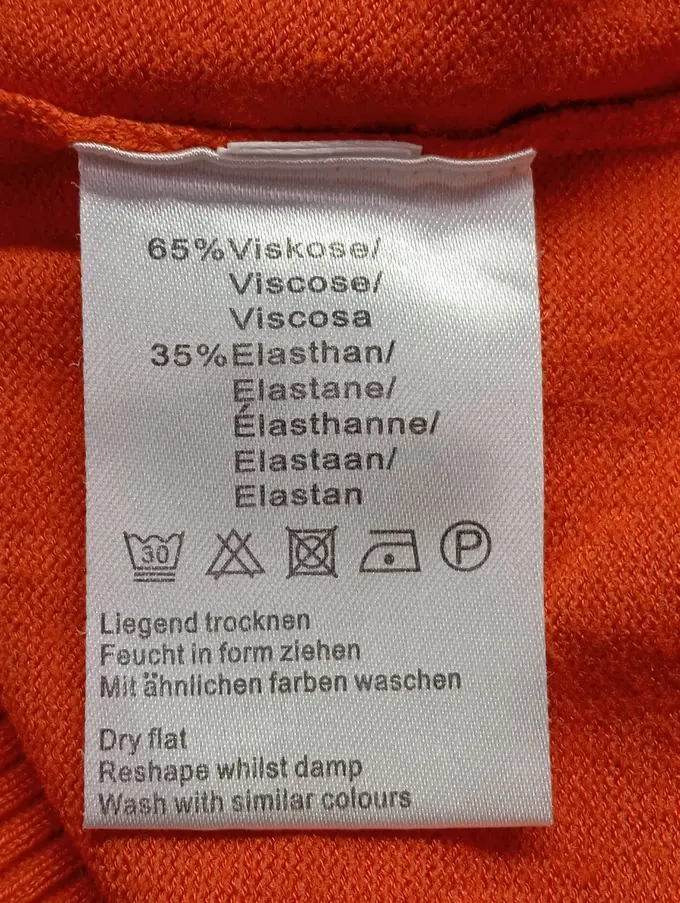 65% Viskose/
Viscose/
Viscosa
35% Elasthan/
Elastane/
Élasthanne/
Elastaan/
Elastan
30 P
Liegend trocknen
Feucht in form ziehen
Mit ähnlichen farben waschen
Dry flat
Reshape whilst damp
Wash with similar colours